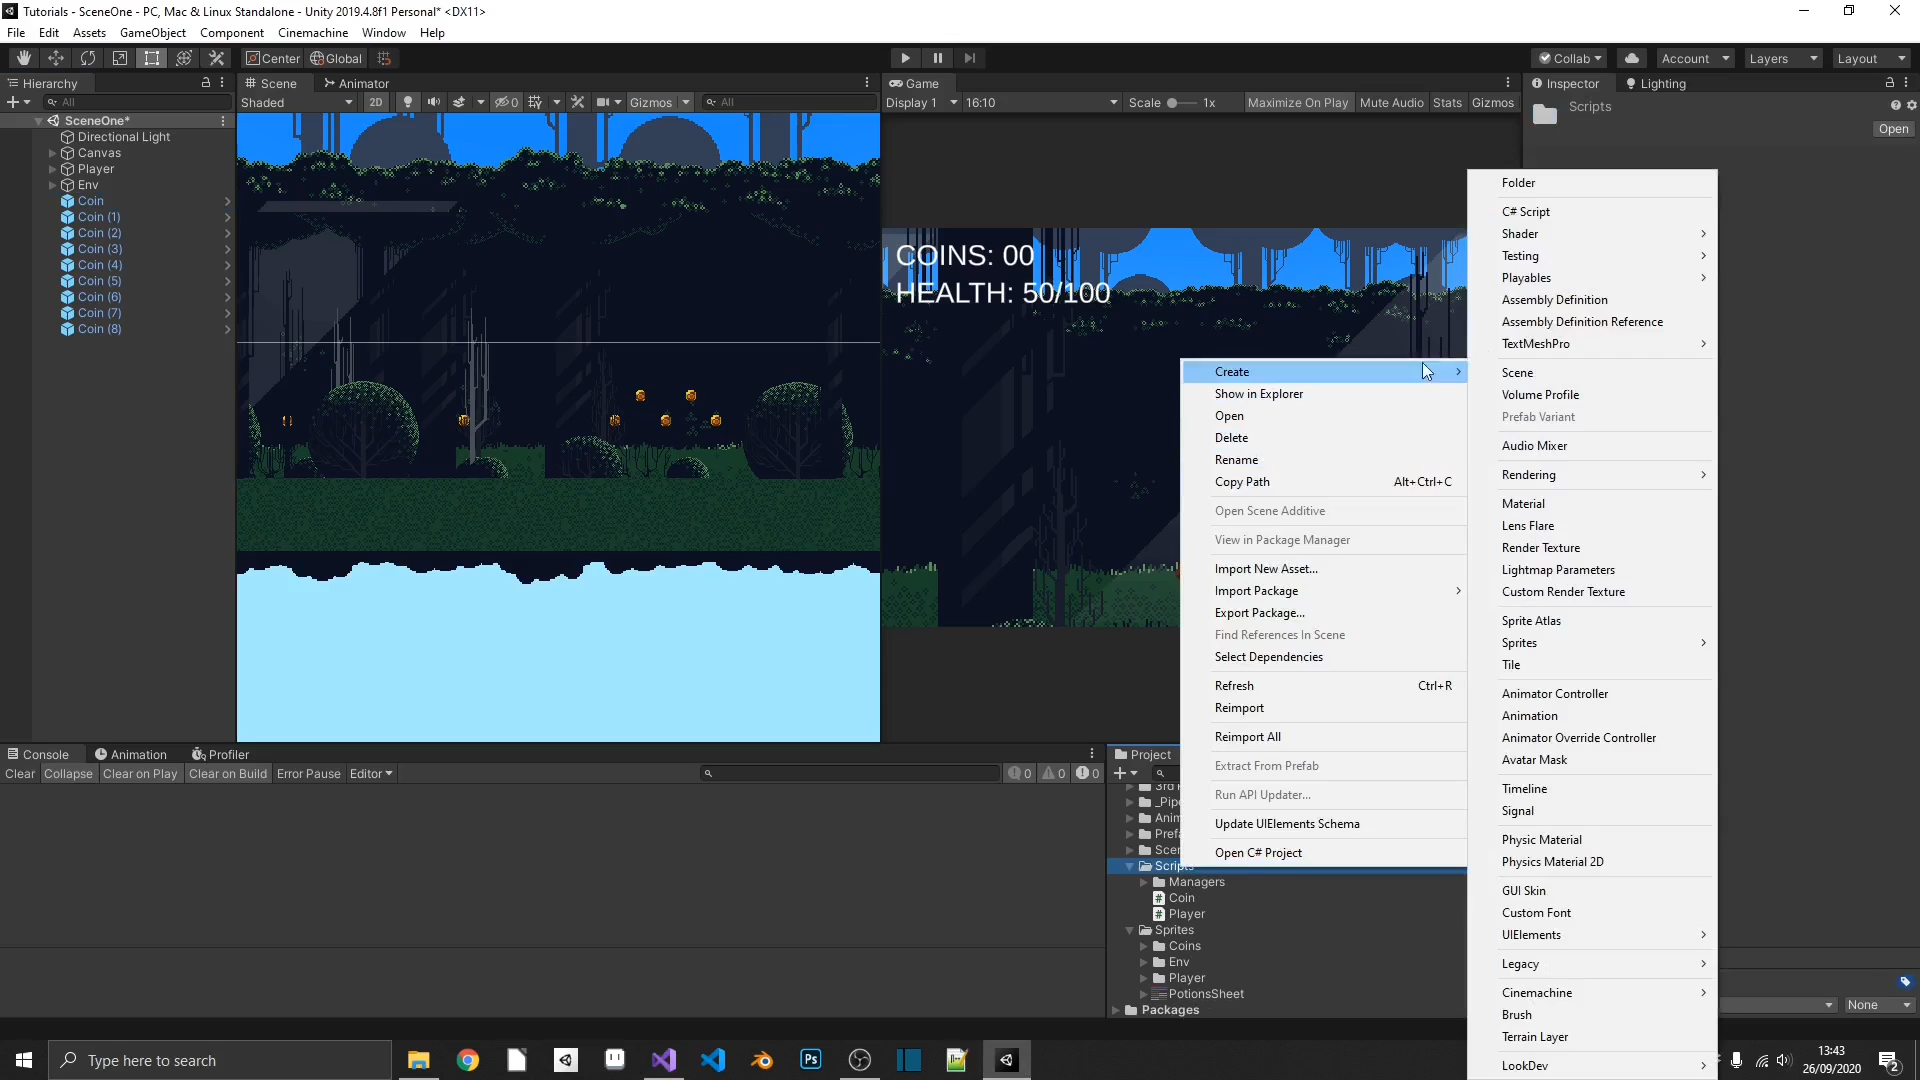 Tutorials - SceneOne - PC, Mac & Linux Standalone - Unity 2019.4.8f1 Personal* <DX11>
File Edit Assets GameObject Component Cinemachine Window Help
Center Global
Collab Account Layers Layout
Hierarchy
Scene Animator
Game
Inspector Lighting
All
Shaded 2D 0 Gizmos All
Display 1 16:10 Scale 1x Maximize On Play Mute Audio Stats Gizmos
Scripts
Open
SceneOne*
Directional Light
Canvas
Player
Env
Coin
Coin (1)
Coin (2)
Coin (3)
Coin (4)
Coin (5)
Coin (6)
Coin (7)
Coin (8)
COINS: 00
HEALTH: 50/100
Create
Show in Explorer
Open
Delete
Rename
Copy Path Alt+Ctrl+C
Open Scene Additive
View in Package Manager
Import New Asset...
Import Package
Export Package...
Find References In Scene
Select Dependencies
Refresh Ctrl+R
Reimport
Reimport All
Extract From Prefab
Run API Updater...
Update UIElements Schema
Open C# Project
Folder
C# Script
Shader
Testing
Playables
Assembly Definition
Assembly Definition Reference
TextMeshPro
Scene
Volume Profile
Prefab Variant
Audio Mixer
Rendering
Material
Lens Flare
Render Texture
Lightmap Parameters
Custom Render Texture
Sprite Atlas
Sprites
Tile
Animator Controller
Animation
Animator Override Controller
Avatar Mask
Timeline
Signal
Physic Material
Physics Material 2D
GUI Skin
Custom Font
UIElements
Legacy
Cinemachine
Brush
Terrain Layer
LookDev
Console Animation Profiler
Clear Collapse Clear on Play Clear on Build Error Pause Editor
0 0 0
Project
3rd
_Pip
Anim
Prefa
Scen
Scripts
Managers
Coin
Player
Sprites
Coins
Env
Player
PotionsSheet
Packages
None
Type here to search
Ps
13:43
26/09/2020
2